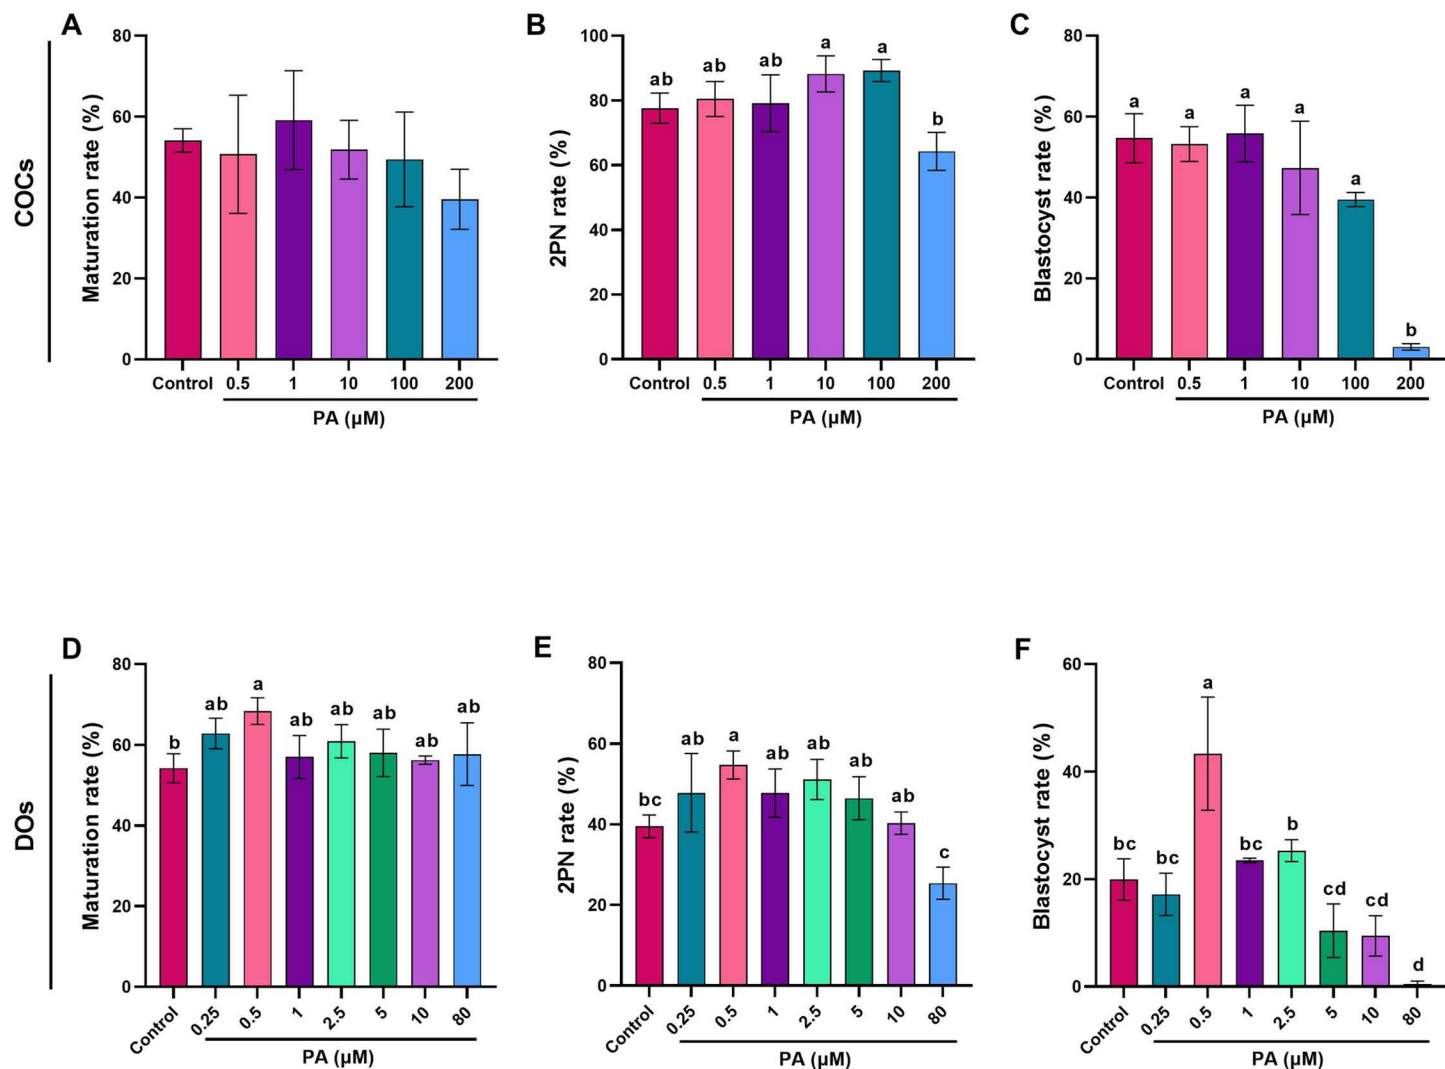 COCs
A
Maturation rate (%)
80
60
40
20
0
Control 0.5 1 10 100 200
PA (μM)
B
2PN rate (%)
100
80
60
40
20
0
ab ab ab a a b
Control 0.5 1 10 100 200
PA (μM)
C
Blastocyst rate (%)
80
60
40
20
0
a a a a a b
Control 0.5 1 10 100 200
PA (μM)
DOs
D
Maturation rate (%)
80
60
40
20
0
b ab a ab ab ab ab ab
Control 0.25 0.5 1 2.5 5 10 80
PA (μM)
E
2PN rate (%)
80
60
40
20
0
bc ab a ab ab ab ab c
Control 0.25 0.5 1 2.5 5 10 80
PA (μM)
F
Blastocyst rate (%)
60
40
20
0
bc bc a bc b cd cd d
Control 0.25 0.5 1 2.5 5 10 80
PA (μM)